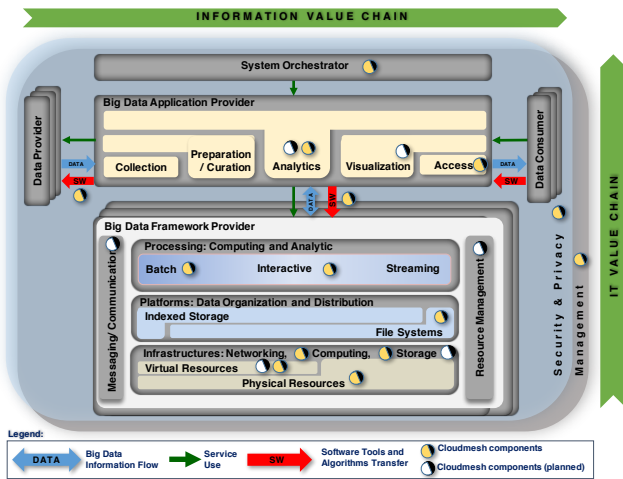 INFORMATION VALUE CHAIN
System Orchestrator
Big Data Application Provider
Collection
Preparation
/ Curation
Analytics
Visualization
Access
Data Provider
DATA
SW
Data Consumer
DATA
SW
DATA
SW
Big Data Framework Provider
Messaging/ Communication
Processing: Computing and Analytic
Batch
Interactive
Streaming
Platforms: Data Organization and Distribution
Indexed Storage
File Systems
Infrastructures: Networking, Computing, Storage
Virtual Resources
Physical Resources
Resource Management
Security & Privacy
Management
IT VALUE CHAIN
Legend:
DATA
Big Data
Information Flow
Service
Use
SW
Software Tools and
Algorithms Transfer
Cloudmesh components
Cloudmesh components (planned)